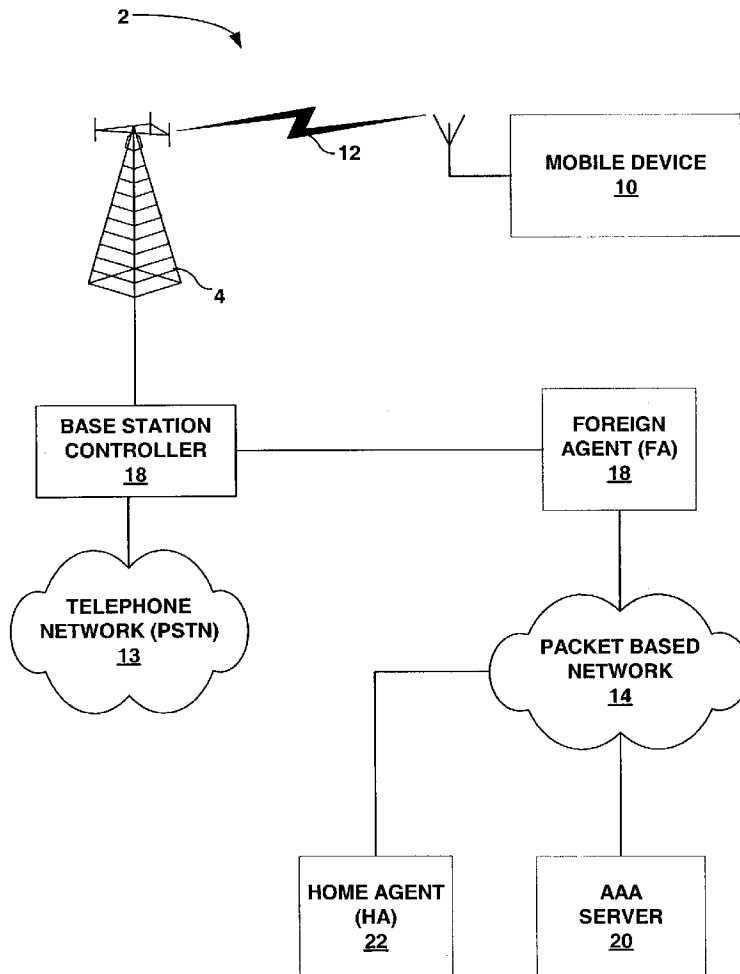 2
12
MOBILE DEVICE
10
4
BASE STATION
CONTROLLER
18
FOREIGN
AGENT (FA)
18
TELEPHONE
NETWORK (PSTN)
13
PACKET BASED
NETWORK
14
HOME AGENT
(HA)
22
AAA
SERVER
20